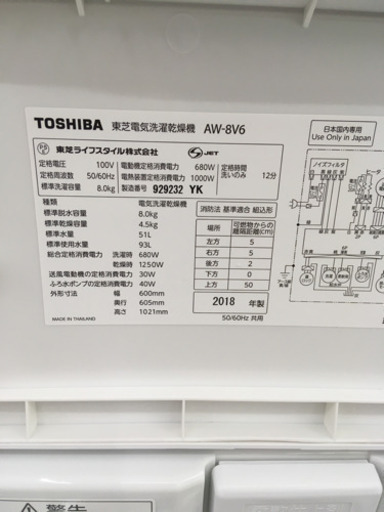 TOSHIBA 東芝電気洗濯乾燥機 AW-8V6
日本国内専用
Use Only in Japan
東芝ライフスタイル株式会社 JET
定格電圧 100V 電動機定格消費電力 680W 定格時間
定格周波数 50/60Hz 電熱装置定格消費電力 1000W 洗いのみ 12分
標準洗濯容量 8.0kg 製造番号 929232 YK
ノイズフィルタ
種類 電気洗濯乾燥機
標準脱水容量 8.0kg
標準乾燥容量 4.5kg
標準水量 51L
標準使用水量 93L
総合定格消費電力 洗濯時 680W
乾燥時 1250W
送風電動機の定格消費電力 30W
ふろ水ポンプの定格消費電力 40W
外形寸法 幅 600mm
奥行 605mm
高さ 1021mm
消防法 基準適合 組込形
可燃物からの
離隔距離(cm)
左方 5
右方 5
後方 2
下方 0
上方 50
2018 年製
50/60Hz 共用
MADE IN THAILAND
警告